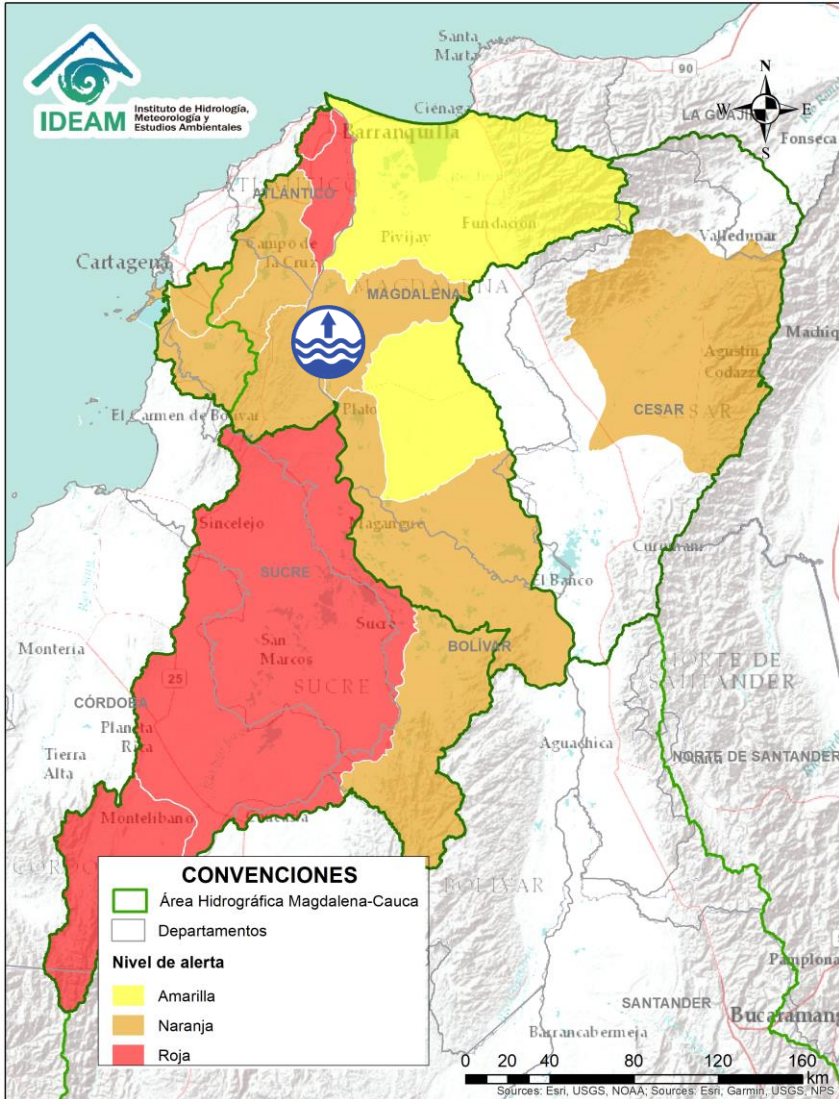 IDEAM
Instituto de Hidrología,
Meteorología y
Estudios Ambientales
Santa
Marta
90
N
W
E
S
Ciénaga
LA GUAJIRA
Fonseca
Barranquilla
ATLÁNTICO
Campo de
la Cruz
Pivijay
Fundación
Valledupar
Cartagena
MAGDALENA
Agustín
Codazzi
CESAR
El Carmen de Bolívar
Plato
Sincelejo
Magangué
SUCRE
Curumaní
El Banco
Sucre
San
Marcos
SUCRE
BOLÍVAR
NORTE DE
SANTANDER
Montería
25
CÓRDOBA
Planeta
Rica
Tierra
Alta
Aguachica
NORTE DE SANTANDER
Montelíbano
BOLÍVAR
CONVENCIONES
Área Hidrográfica Magdalena-Cauca
Departamentos
Nivel de alerta
Amarilla
Naranja
Roja
Pamplona
SANTANDER
Bucaramang
Barrancabermeja
0 20 40 80 120 160
km
Sources: Esri, USGS, NOAA; Sources: Esri, Garmin, USGS, NPS